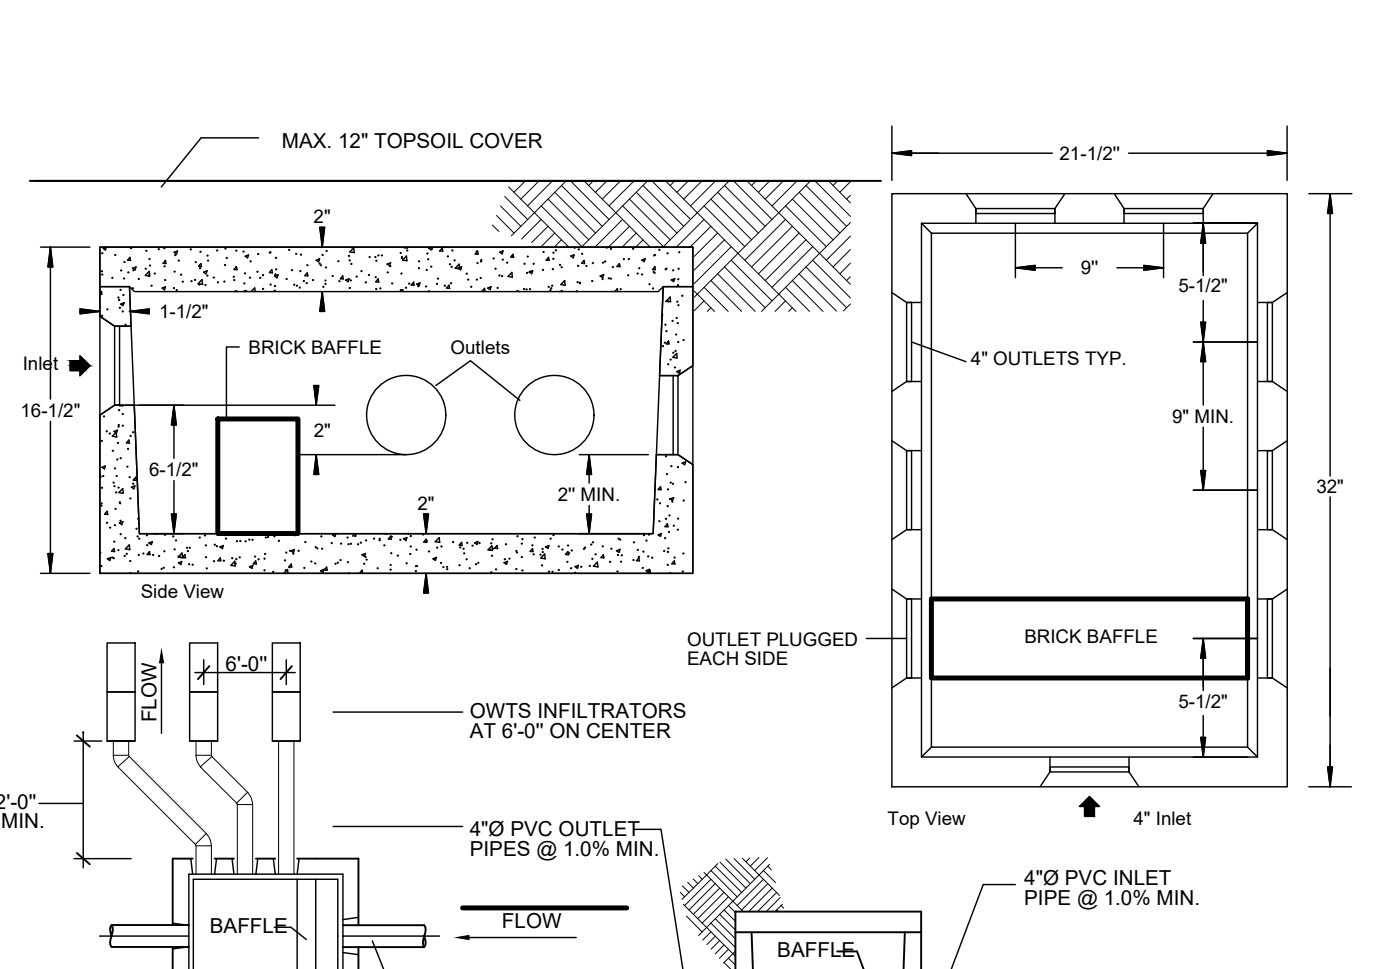 MAX. 12" TOPSOIL COVER
21-1/2"
2"
1-1/2"
BRICK BAFFLE
Outlets
Inlet
16-1/2"
2"
6-1/2"
2" MIN.
2"
Side View
9"
5-1/2"
4" OUTLETS TYP.
9" MIN.
32"
OUTLET PLUGGED
EACH SIDE
BRICK BAFFLE
5-1/2"
Top View
4" Inlet
6'-0"
FLOW
OWTS INFILTRATORS
AT 6'-0" ON CENTER
2'-0"
MIN.
4"Ø PVC OUTLET
PIPES @ 1.0% MIN.
4"Ø PVC INLET
PIPE @ 1.0% MIN.
BAFFLE
FLOW
BAFFLE